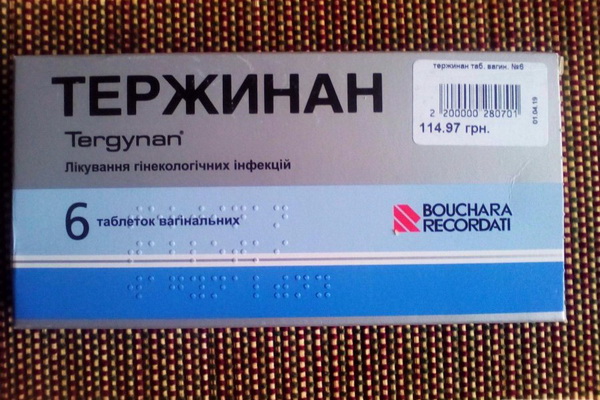 ТЕРЖИНАН
Tergynan®
Лікування гінекологічних інфекцій
6 таблеток вагінальних
BOUCHARA
RECORDATI
тержинан таб. вагин. №6
2 200000 280701
114.97 грн.
01.04.19